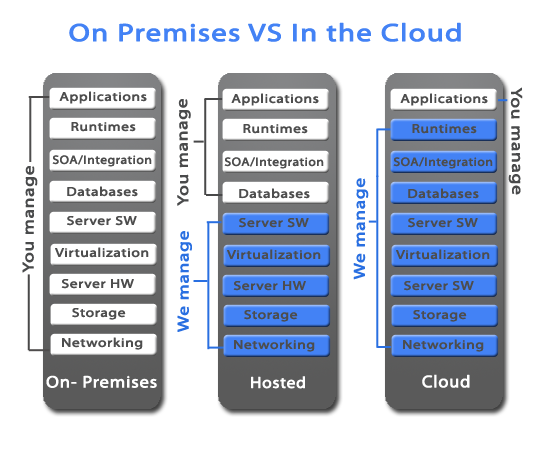 On Premises VS In the Cloud
You manage
Applications
Runtimes
SOA/Integration
Databases
Server SW
Virtualization
Server HW
Storage
Networking
On- Premises
You manage
We manage
Applications
Runtimes
SOA/Integration
Databases
Server SW
Virtualization
Server HW
Storage
Networking
Hosted
You manage
We manage
Applications
Runtimes
SOA/Integration
Databases
Server SW
Virtualization
Server SW
Storage
Networking
Cloud